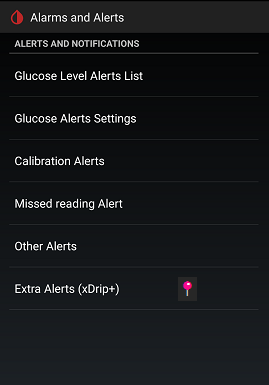 Alarms and Alerts
ALERTS AND NOTIFICATIONS
Glucose Level Alerts List
Glucose Alerts Settings
Calibration Alerts
Missed reading Alert
Other Alerts
Extra Alerts (xDrip+)